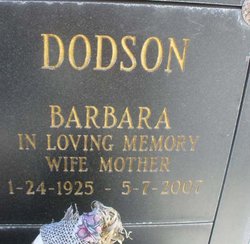 DODSON
BARBARA
IN LOVING MEMORY
WIFE MOTHER
1-24-1925 - 5-7-2007